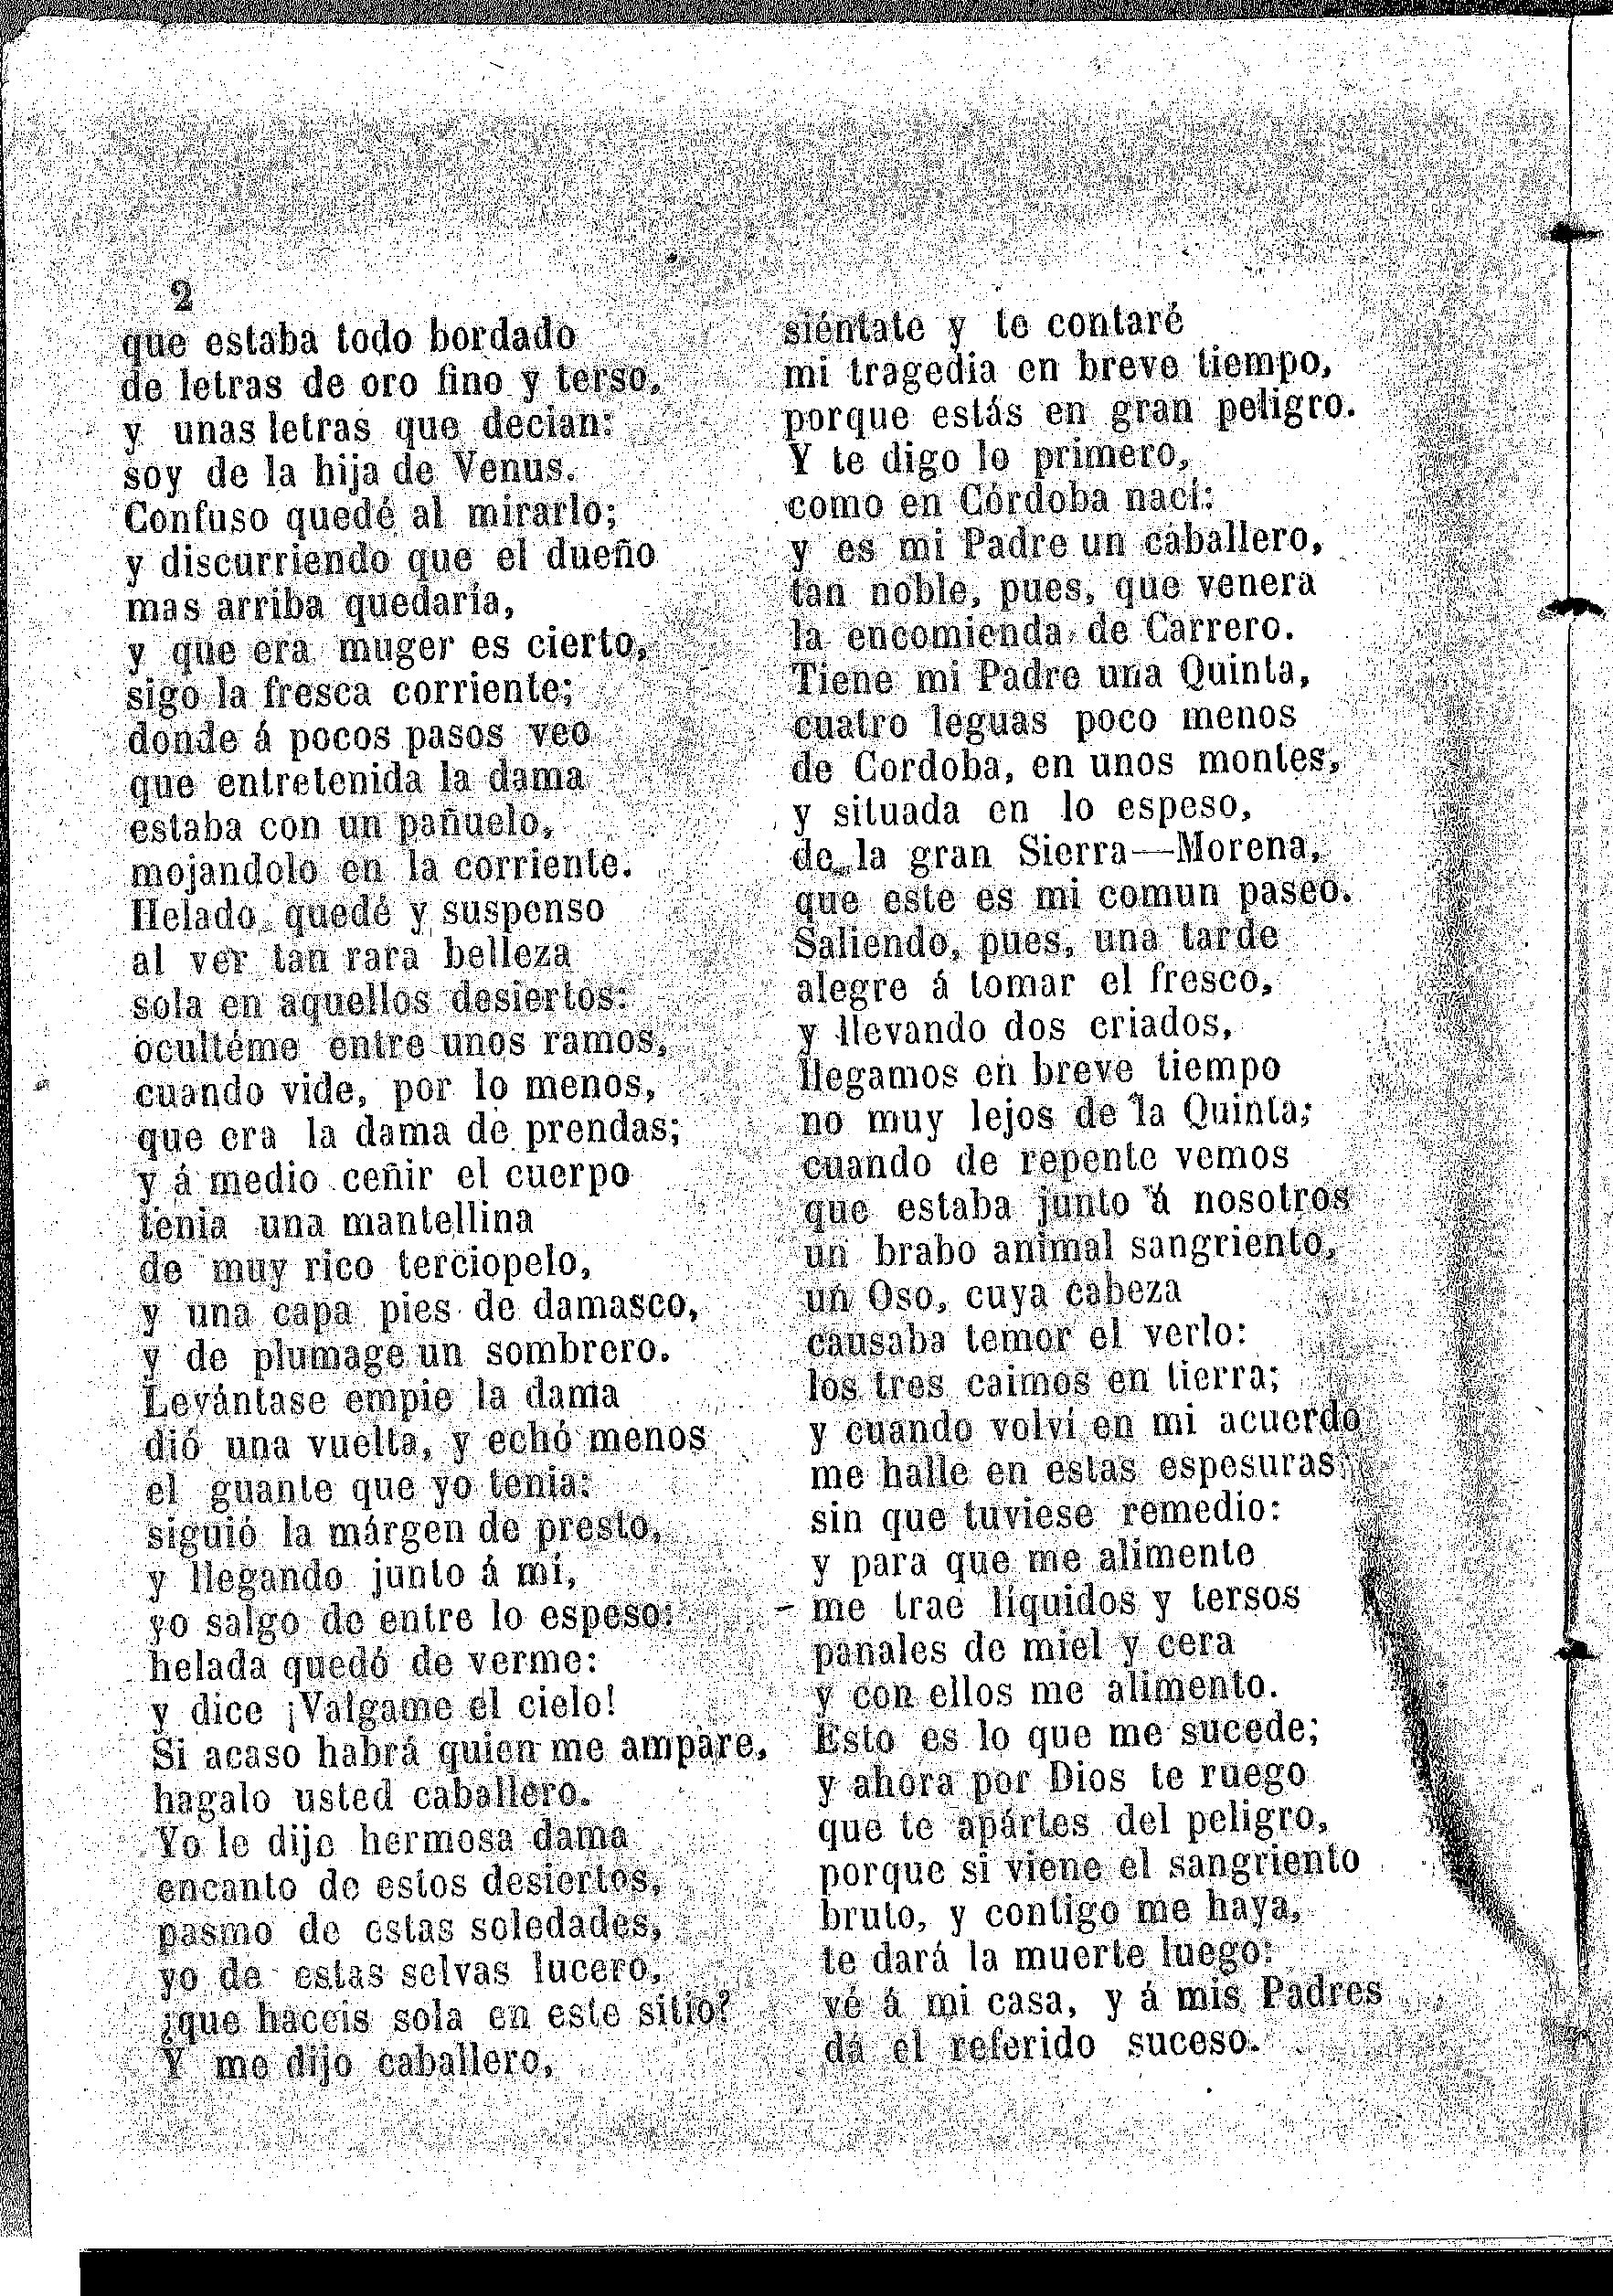 2
que estaba todo bordado
de letras de oro fino y terso,
y unas letras que decian:
soy de la hija de Venus.
Confuso quedé al mirarlo;
y discurriendo que el dueño
mas arriba quedaría,
y que era muger es cierto,
sigo la fresca corriente;
donde á pocos pasos veo
que entretenida la dama
estaba con un pañuelo,
mojandolo en la corriente.
Helado quedé y suspenso
al ver tan rara belleza
sola en aquellos desiertos:
ocultéme entre unos ramos,
cuando vide, por lo menos,
que era la dama de prendas;
y á medio ceñir el cuerpo
tenia una mantellina
de muy rico terciopelo,
y una capa pies de damasco,
y de plumage un sombrero.
Levántase empie la dama
dió una vuelta, y echó menos
el guante que yo tenia:
siguió la márgen de presto,
y llegando junto á mí,
yo salgo de entre lo espeso:
helada quedó de verme:
y dice ¡Valgame el cielo!
Si acaso habrá quien me ampare,
hagalo usted caballero.
Yo le dije hermosa dama
encanto de estos desiertos,
pasmo de estas soledades,
yo de estas selvas lucero,
¿que haceis sola en este sitio?
Y me dijo caballero,
siéntate y te contaré
mi tragedia en breve tiempo,
porque estás en gran peligro.
Y te digo lo primero,
como en Córdoba nací:
y es mi Padre un caballero,
tan noble, pues, que venera
la encomienda de Carrero.
Tiene mi Padre una Quinta,
cuatro leguas poco menos
de Cordoba, en unos montes,
y situada en lo espeso,
de la gran Sierra—Morena,
que este es mi comun paseo.
Saliendo, pues, una tarde
alegre á tomar el fresco,
y llevando dos criados,
llegamos en breve tiempo
no muy lejos de la Quinta;
cuando de repente vemos
que estaba junto á nosotros
un brabo animal sangriento,
un Oso, cuya cabeza
causaba temor el verlo:
los tres caimos en tierra;
y cuando volví en mi acuerdo
me halle en estas espesuras
sin que tuviese remedio:
y para que me alimente
me trae líquidos y tersos
panales de miel y cera
y con ellos me alimento.
Esto es lo que me sucede;
y ahora por Dios te ruego
que te apártes del peligro,
porque si viene el sangriento
bruto, y contigo me haya,
te dará la muerte luego:
vé á mi casa, y á mis Padres
dá el referido suceso.